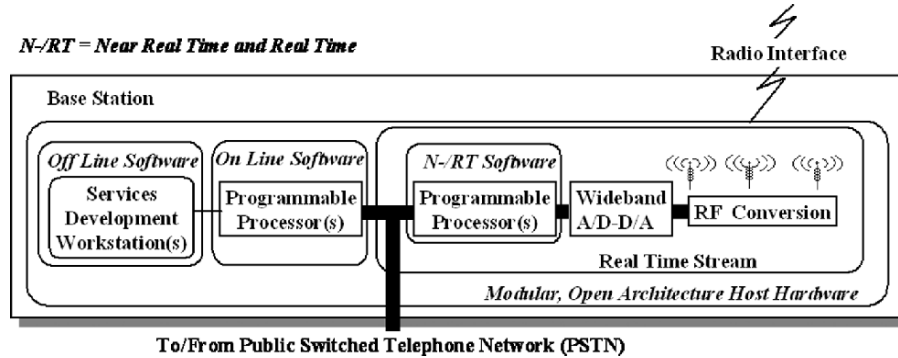 N-/RT = Near Real Time and Real Time
Radio Interface
Base Station
Off Line Software
Services
Development
Workstation(s)
On Line Software
Programmable
Processor(s)
N-/RT Software
Programmable
Processor(s)
Wideband
A/D-D/A
RF Conversion
Real Time Stream
Modular, Open Architecture Host Hardware
To/From Public Switched Telephone Network (PSTN)